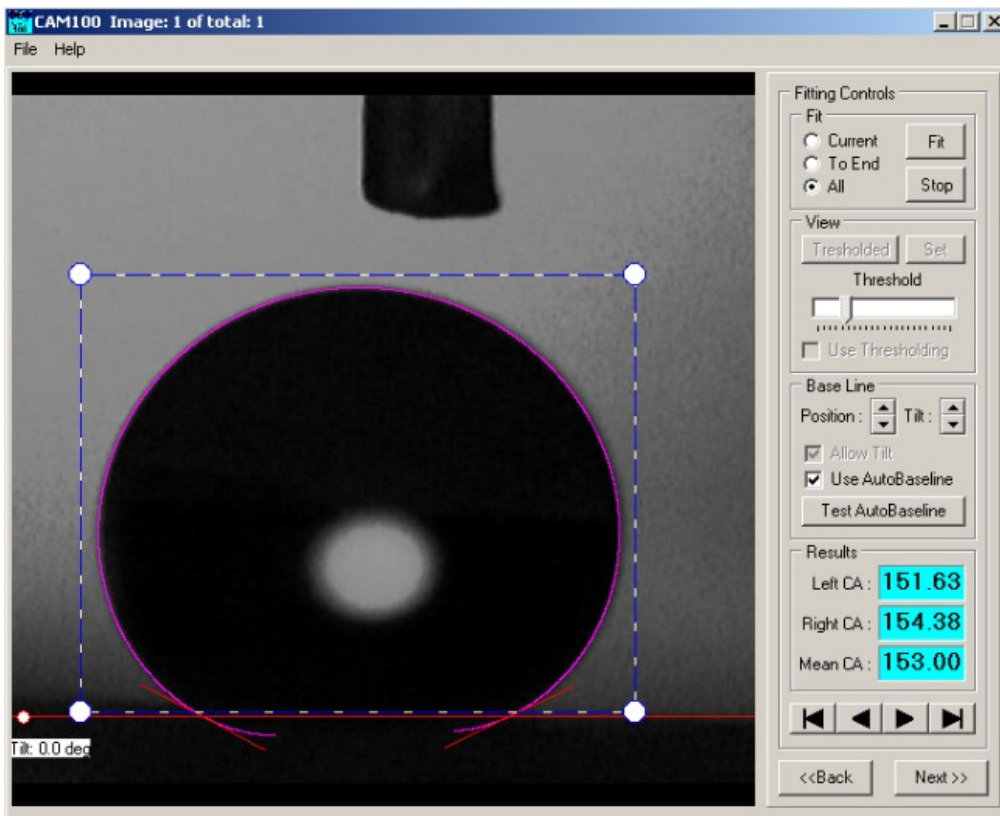 CAM100 Image: 1 of total: 1
File Help
Fitting Controls
Fit
Current
To End
All
Fit
Stop
View
Tresholded Set
Threshold
Use Thresholding
Base Line
Position : Tilt :
Allow Tilt
Use AutoBaseline
Test AutoBaseline
Results
Left CA : 151.63
Right CA : 154.38
Mean CA : 153.00
Tilt: 0.0 deg
<<Back Next >>